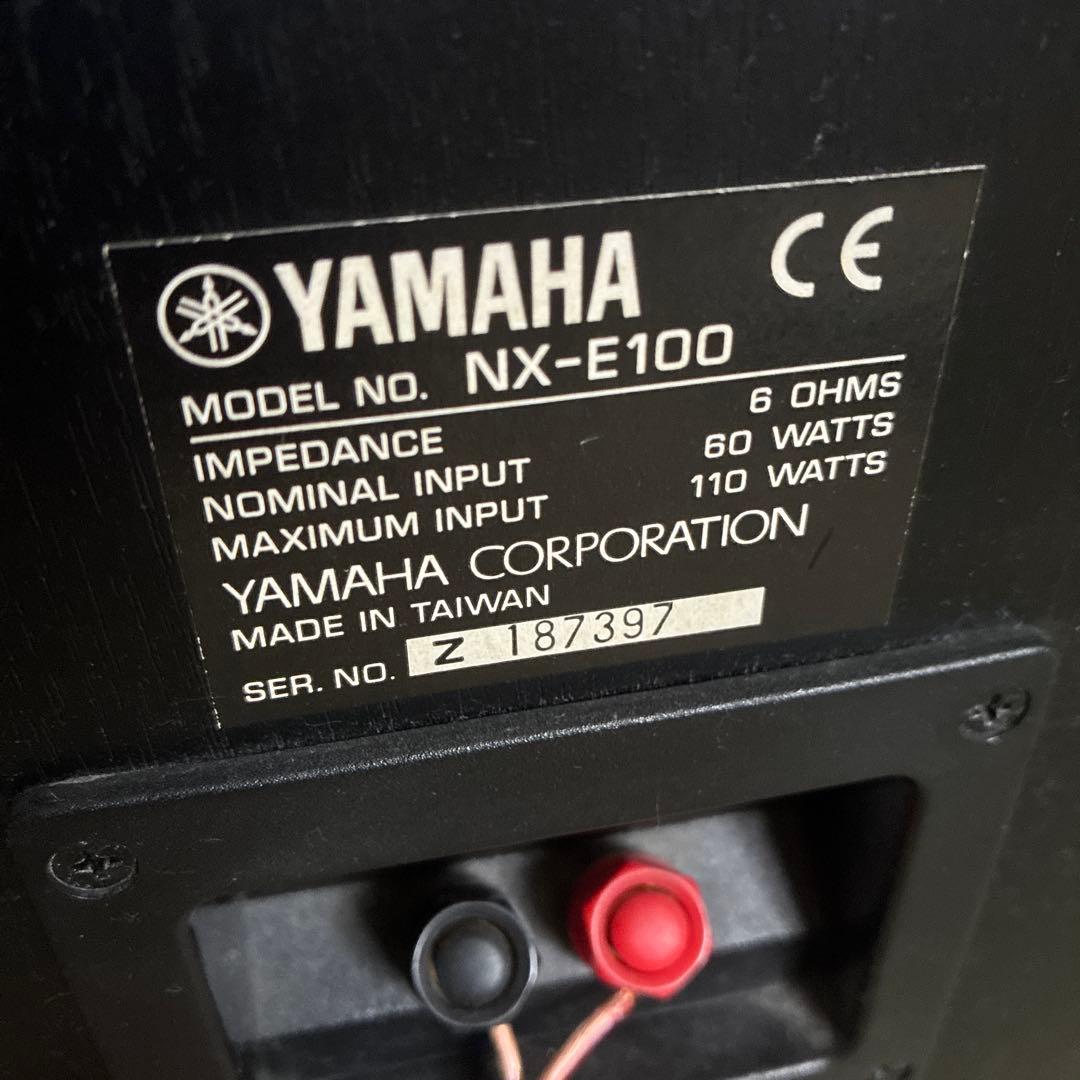 YAMAHA CE
MODEL NO. NX-E100
IMPEDANCE 6 OHMS
NOMINAL INPUT 60 WATTS
MAXIMUM INPUT 110 WATTS
YAMAHA CORPORATION
MADE IN TAIWAN
SER. NO. Z 187397